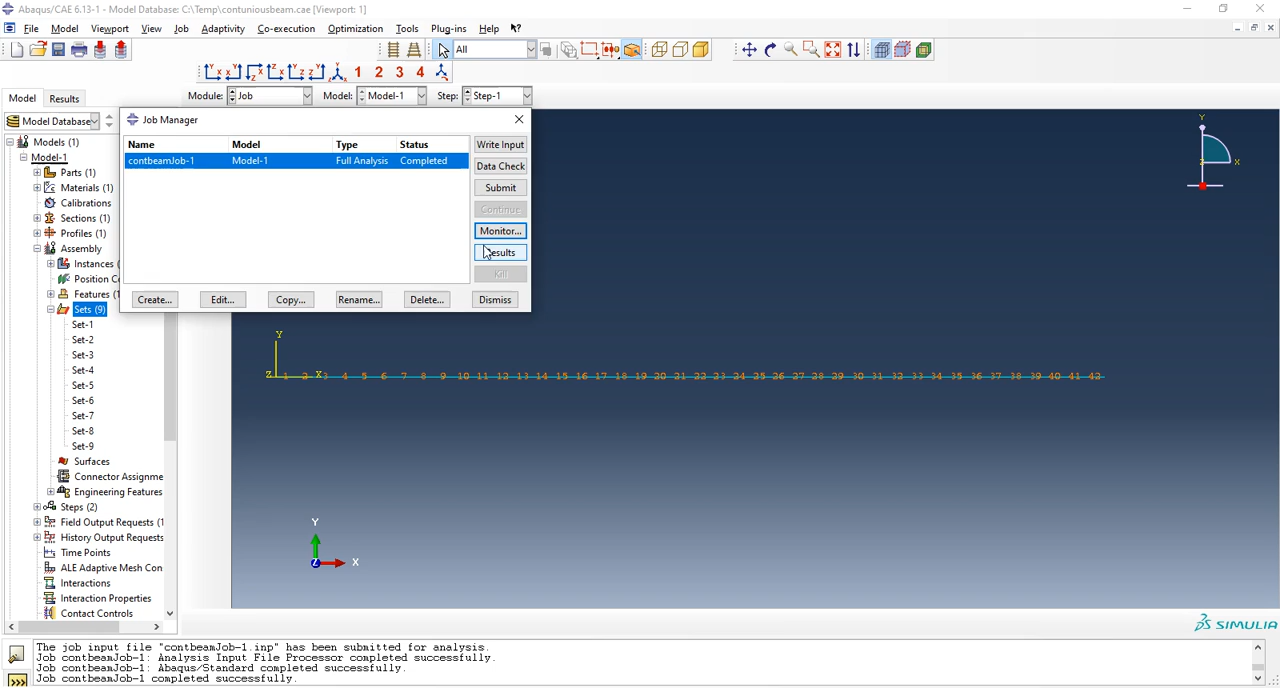 Abaqus/CAE 6.13-1 - Model Database: C:\Temp\contuniousbeam.cae [Viewport: 1]
File Model Viewport View Job Adaptivity Co-execution Optimization Tools Plug-ins Help
All
1 2 3 4
Model Results Module: Job Model: Model-1 Step: Step-1
Model Database
Job Manager
Models (1)
Model-1
Parts (1)
Materials (1)
Calibrations
Sections (1)
Profiles (1)
Assembly
Instances (
Position Co
Features (1
Sets (9)
Set-1
Set-2
Set-3
Set-4
Set-5
Set-6
Set-7
Set-8
Set-9
Surfaces
Connector Assignme
Engineering Features
Steps (2)
Field Output Requests (1
History Output Requests
Time Points
ALE Adaptive Mesh Con
Interactions
Interaction Properties
Contact Controls
Name Model Type Status
contbeamJob-1 Model-1 Full Analysis Completed
Write Input
Data Check
Submit
Continue
Monitor...
Results
Kill
Create... Edit... Copy... Rename... Delete... Dismiss
Y
Z X
Y
Z X 1 2 3 4 5 6 7 8 9 10 11 12 13 14 15 16 17 18 19 20 21 22 23 24 25 26 27 28 29 30 31 32 33 34 35 36 37 38 39 40 41 42
Y
Z X
SIMULIA
The job input file "contbeamJob-1.inp" has been submitted for analysis.
Job contbeamJob-1: Analysis Input File Processor completed successfully.
Job contbeamJob-1: Abaqus/Standard completed successfully.
Job contbeamJob-1 completed successfully.